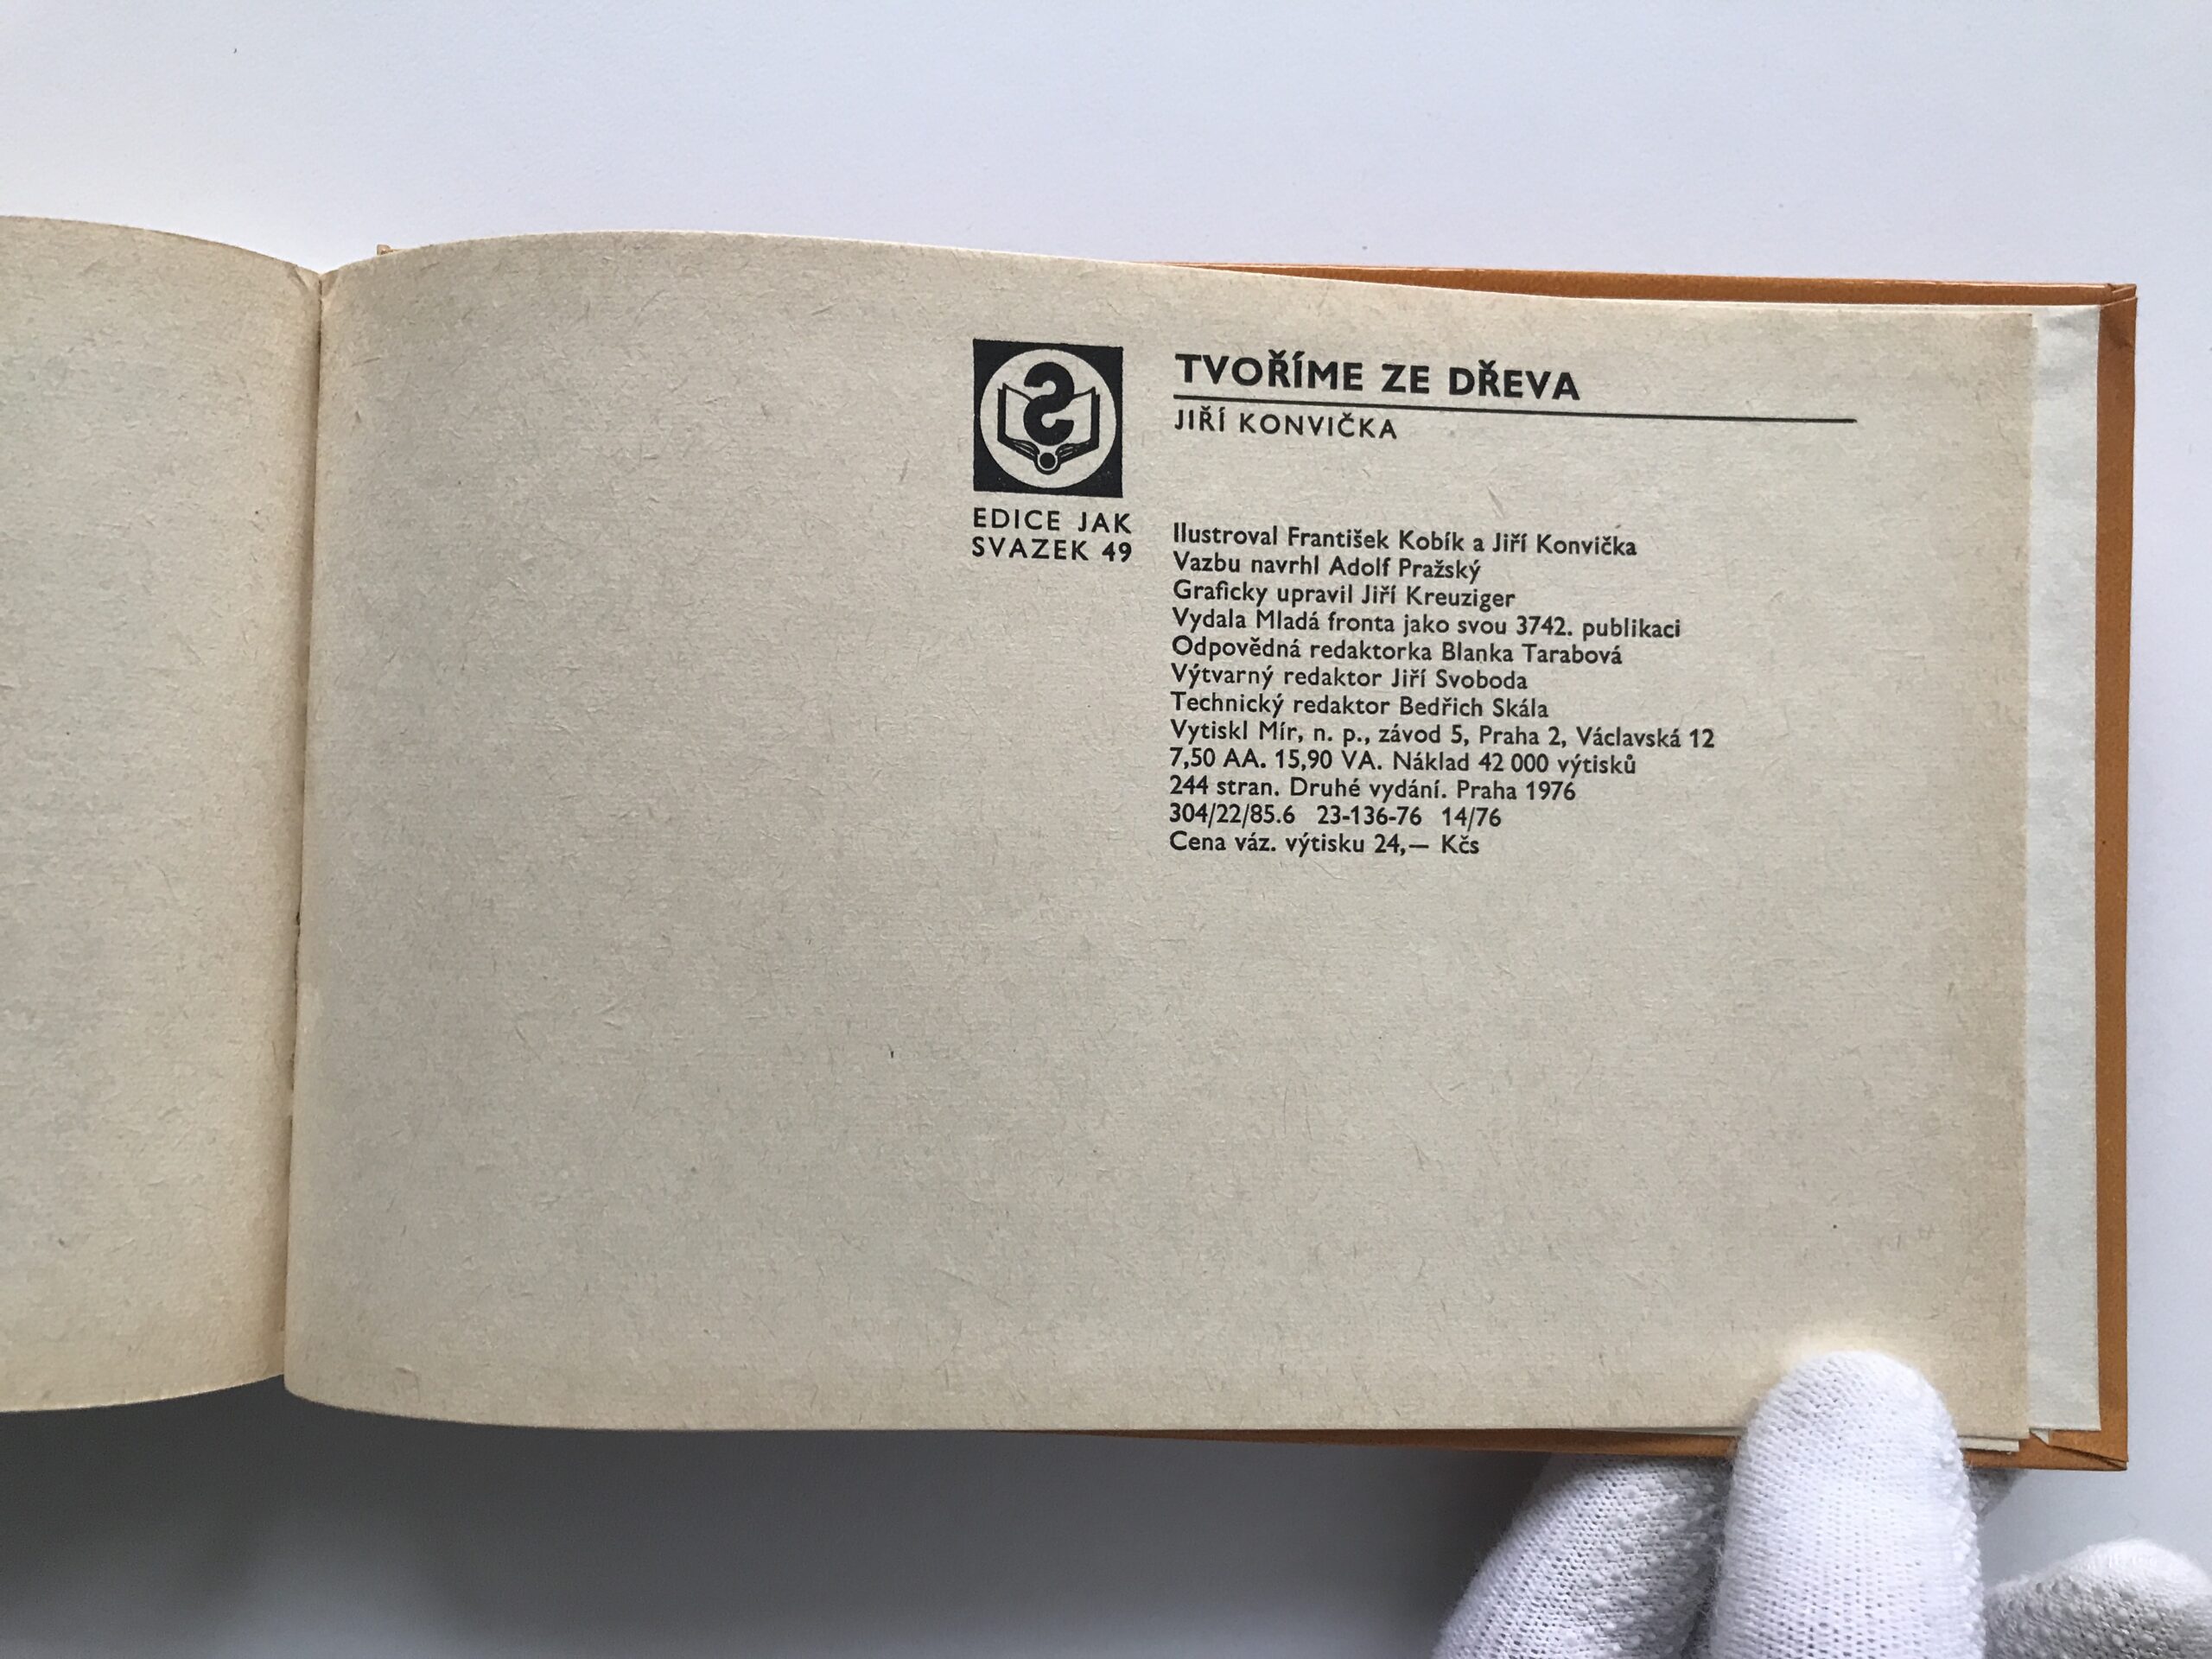 TVOŘÍME ZE DŘEVA
JIŘÍ KONVIČKA
EDICE JAK
SVAZEK 49
Ilustroval František Kobík a Jiří Konvička
Vazbu navrhl Adolf Pražský
Graficky upravil Jiří Kreuziger
Vydala Mladá fronta jako svou 3742. publikaci
Odpovědná redaktorka Blanka Tarabová
Výtvarný redaktor Jiří Svoboda
Technický redaktor Bedřich Skála
Vytiskl Mír, n. p., závod 5, Praha 2, Václavská 12
7,50 AA. 15,90 VA. Náklad 42 000 výtisků
244 stran. Druhé vydání. Praha 1976
304/22/85.6 23-136-76 14/76
Cena váz. výtisku 24,— Kčs